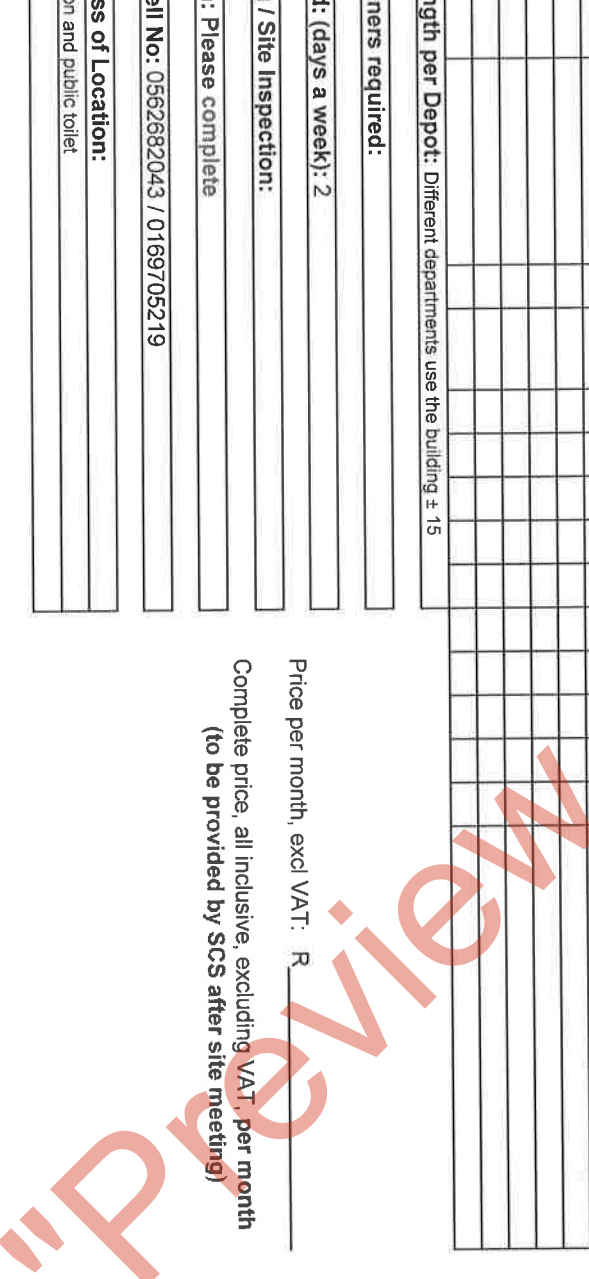 ngth per Depot: Different departments use the building ± 15
ners required:
d: (days a week): 2
/ Site Inspection:
: Please complete
ell No: 0562682043 / 0169705219
ss of Location:
on and public toilet
Price per month, excl VAT: R
Complete price, all inclusive, excluding VAT, per month
(to be provided by SCS after site meeting)
"Preview